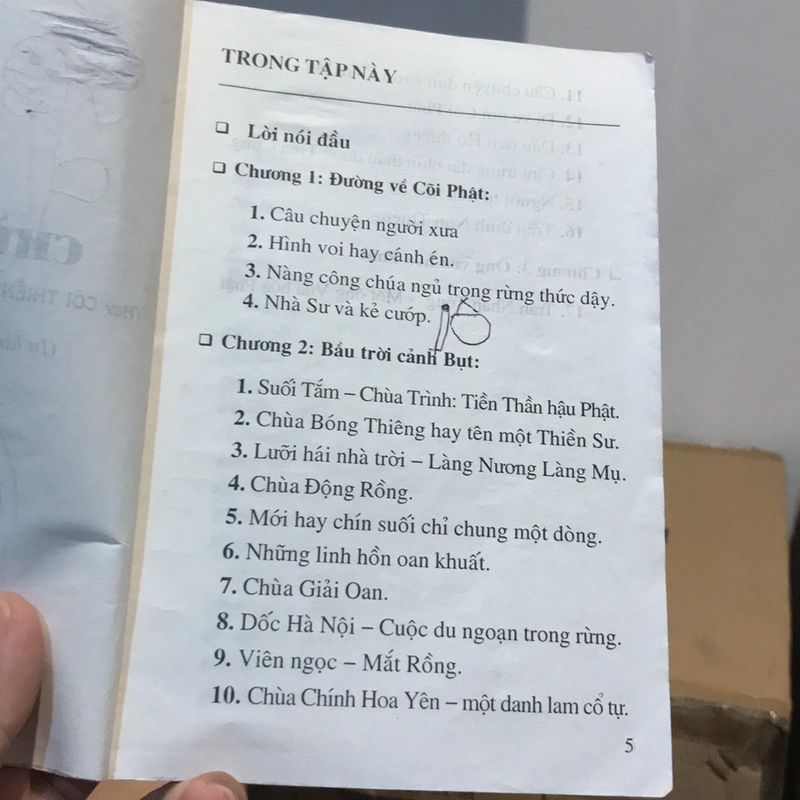 TRONG TẬP NÀY
❑ Lời nói đầu
❑ Chương 1: Đường về Cõi Phật:
1. Câu chuyện người xưa
2. Hình voi hay cánh én.
3. Nàng công chúa ngủ trọng rừng thức dậy.
4. Nhà Sư và kẻ cướp.
❑ Chương 2: Bầu trời cảnh Bụt:
1. Suối Tắm – Chùa Trình: Tiền Thần hậu Phật.
2. Chùa Bóng Thiêng hay tên một Thiền Sư.
3. Lưỡi hái nhà trời – Làng Nương Làng Mụ.
4. Chùa Động Rồng.
5. Mới hay chín suối chỉ chung một dòng.
6. Những linh hồn oan khuất.
7. Chùa Giải Oan.
8. Dốc Hà Nội – Cuộc du ngoạn trong rừng.
9. Viên ngọc – Mắt Rồng.
10. Chùa Chính Hoa Yên – một danh lam cổ tự.
5